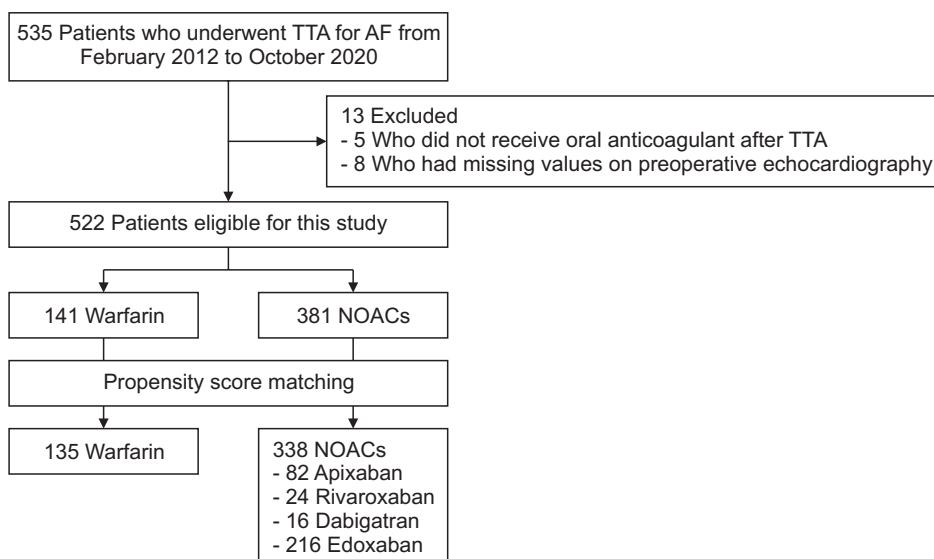 535 Patients who underwent TTA for AF from
February 2012 to October 2020
13 Excluded
- 5 Who did not receive oral anticoagulant after TTA
- 8 Who had missing values on preoperative echocardiography
522 Patients eligible for this study
141 Warfarin
381 NOACs
Propensity score matching
135 Warfarin
338 NOACs
- 82 Apixaban
- 24 Rivaroxaban
- 16 Dabigatran
- 216 Edoxaban